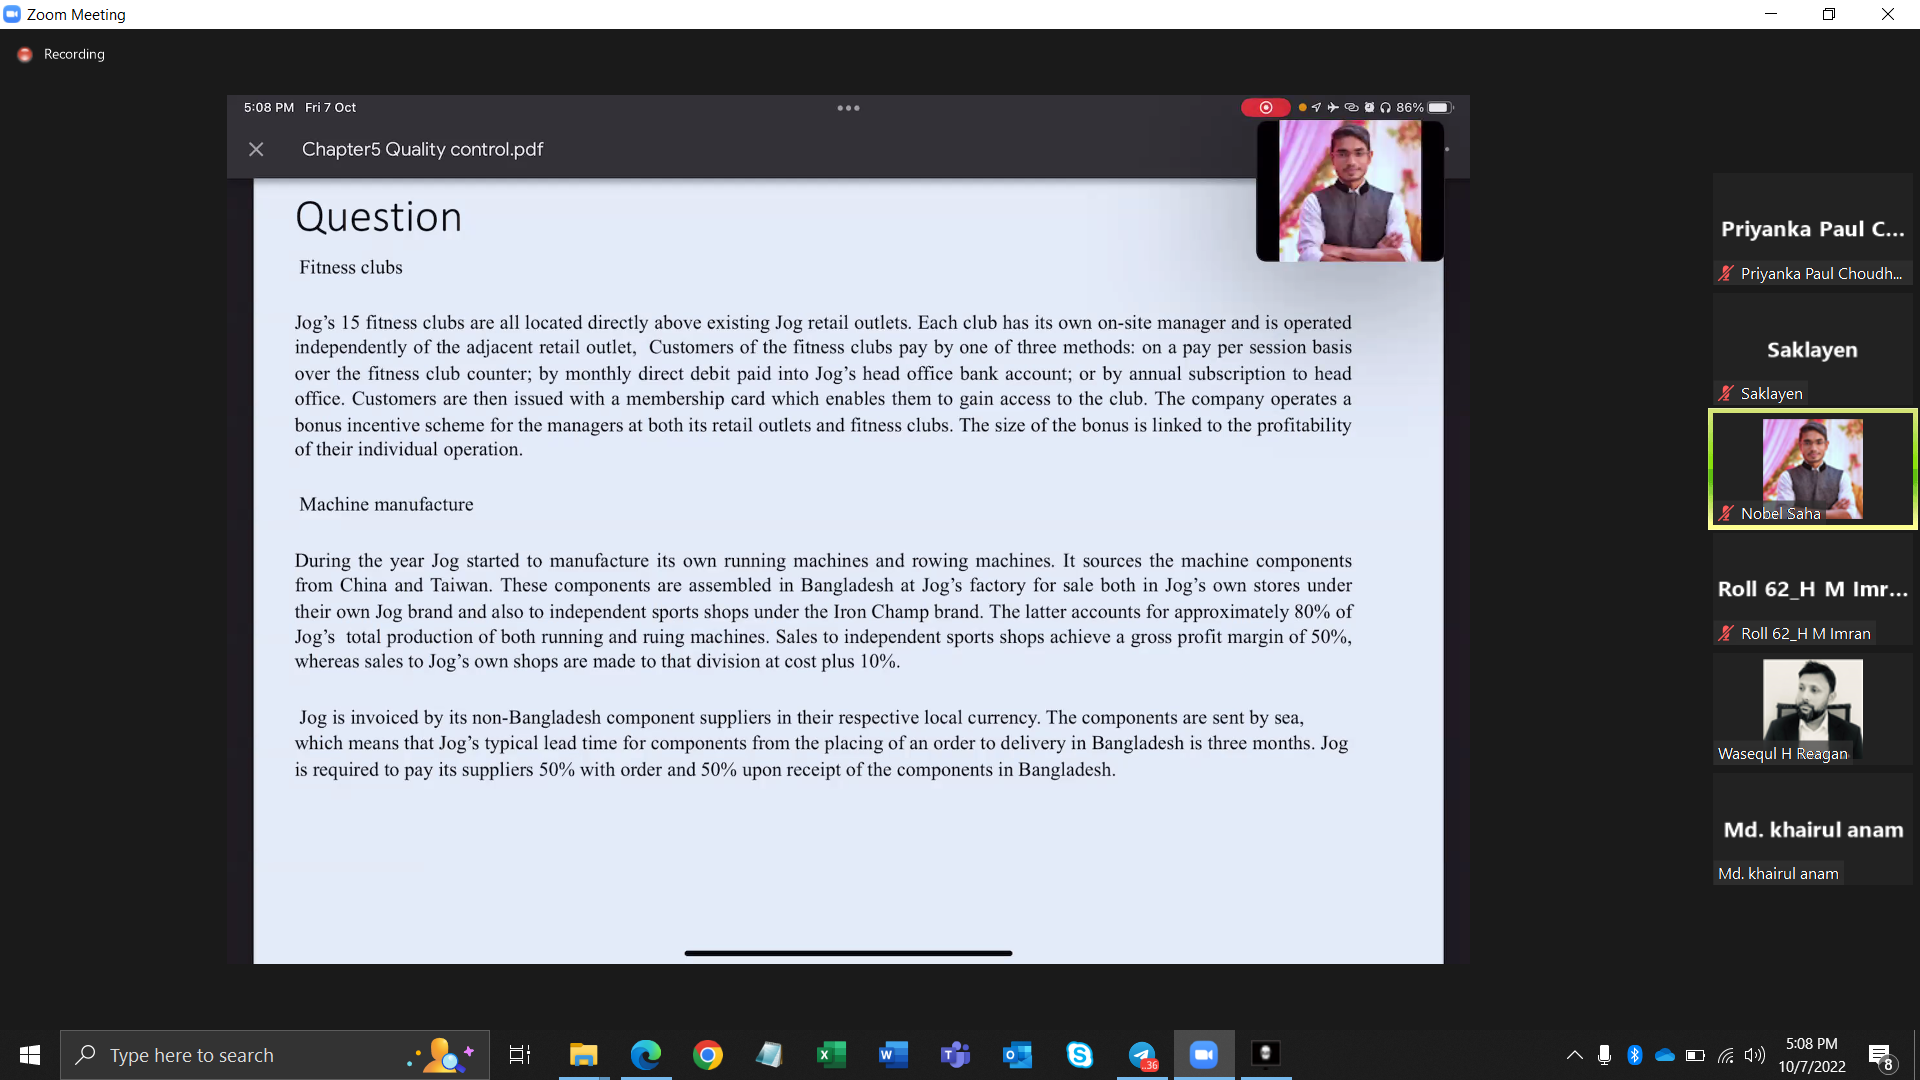 Zoom Meeting
Recording
5:08 PM Fri 7 Oct
86%
Chapter5 Quality control.pdf
Question
Fitness clubs
Jog’s 15 fitness clubs are all located directly above existing Jog retail outlets. Each club has its own on-site manager and is operated
independently of the adjacent retail outlet, Customers of the fitness clubs pay by one of three methods: on a pay per session basis
over the fitness club counter; by monthly direct debit paid into Jog’s head office bank account; or by annual subscription to head
office. Customers are then issued with a membership card which enables them to gain access to the club. The company operates a
bonus incentive scheme for the managers at both its retail outlets and fitness clubs. The size of the bonus is linked to the profitability
of their individual operation.
Machine manufacture
During the year Jog started to manufacture its own running machines and rowing machines. It sources the machine components
from China and Taiwan. These components are assembled in Bangladesh at Jog’s factory for sale both in Jog’s own stores under
their own Jog brand and also to independent sports shops under the Iron Champ brand. The latter accounts for approximately 80% of
Jog’s total production of both running and ruing machines. Sales to independent sports shops achieve a gross profit margin of 50%,
whereas sales to Jog’s own shops are made to that division at cost plus 10%.
Jog is invoiced by its non-Bangladesh component suppliers in their respective local currency. The components are sent by sea,
which means that Jog’s typical lead time for components from the placing of an order to delivery in Bangladesh is three months. Jog
is required to pay its suppliers 50% with order and 50% upon receipt of the components in Bangladesh.
Priyanka Paul C...
Priyanka Paul Choudh...
Saklayen
Saklayen
Nobel Saha
Roll 62_H M Imr...
Roll 62_H M Imran
Wasequl H Reagan
Md. khairul anam
Md. khairul anam
Type here to search
36
5:08 PM
10/7/2022
8